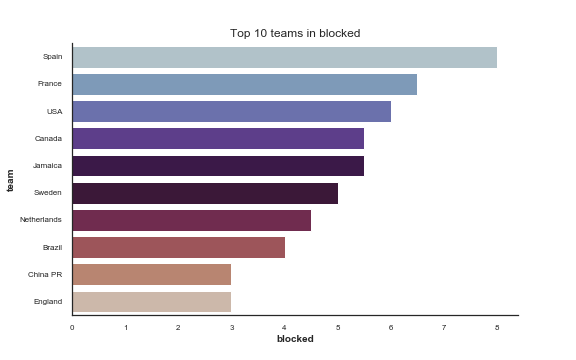 Top 10 teams in blocked
Spain
France
USA
Canada
Jamaica
Sweden
Netherlands
Brazil
China PR
England
team
0 1 2 3 4 5 6 7 8
blocked